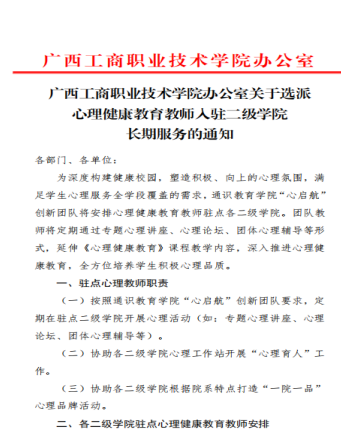 广西工商职业技术学院办公室
广西工商职业技术学院办公室关于选派
心理健康教育教师入驻二级学院
长期服务的通知
各部门、各单位：
为深度构建健康校园，塑造积极、向上的心理氛围，满
足学生心理服务全学段覆盖的需求，通识教育学院“心启航”
创新团队将安排心理健康教育教师驻点各二级学院。团队教
师将定期通过专题心理讲座、心理论坛、团体心理辅导等形
式，延伸《心理健康教育》课程教学内容，深入推进心理健
康教育，全方位培养学生积极心理品质。
一、驻点心理教师职责
（一）按照通识教育学院“心启航”创新团队要求，定
期在驻点二级学院开展心理活动（如：专题心理讲座、心理
论坛、团体心理辅导等）。
（二）协助各二级学院心理工作站开展“心理育人”工
作。
（三）协助各二级学院根据院系特点打造“一院一品”
心理品牌活动。
二、各二级学院驻点心理健康教育教师安排